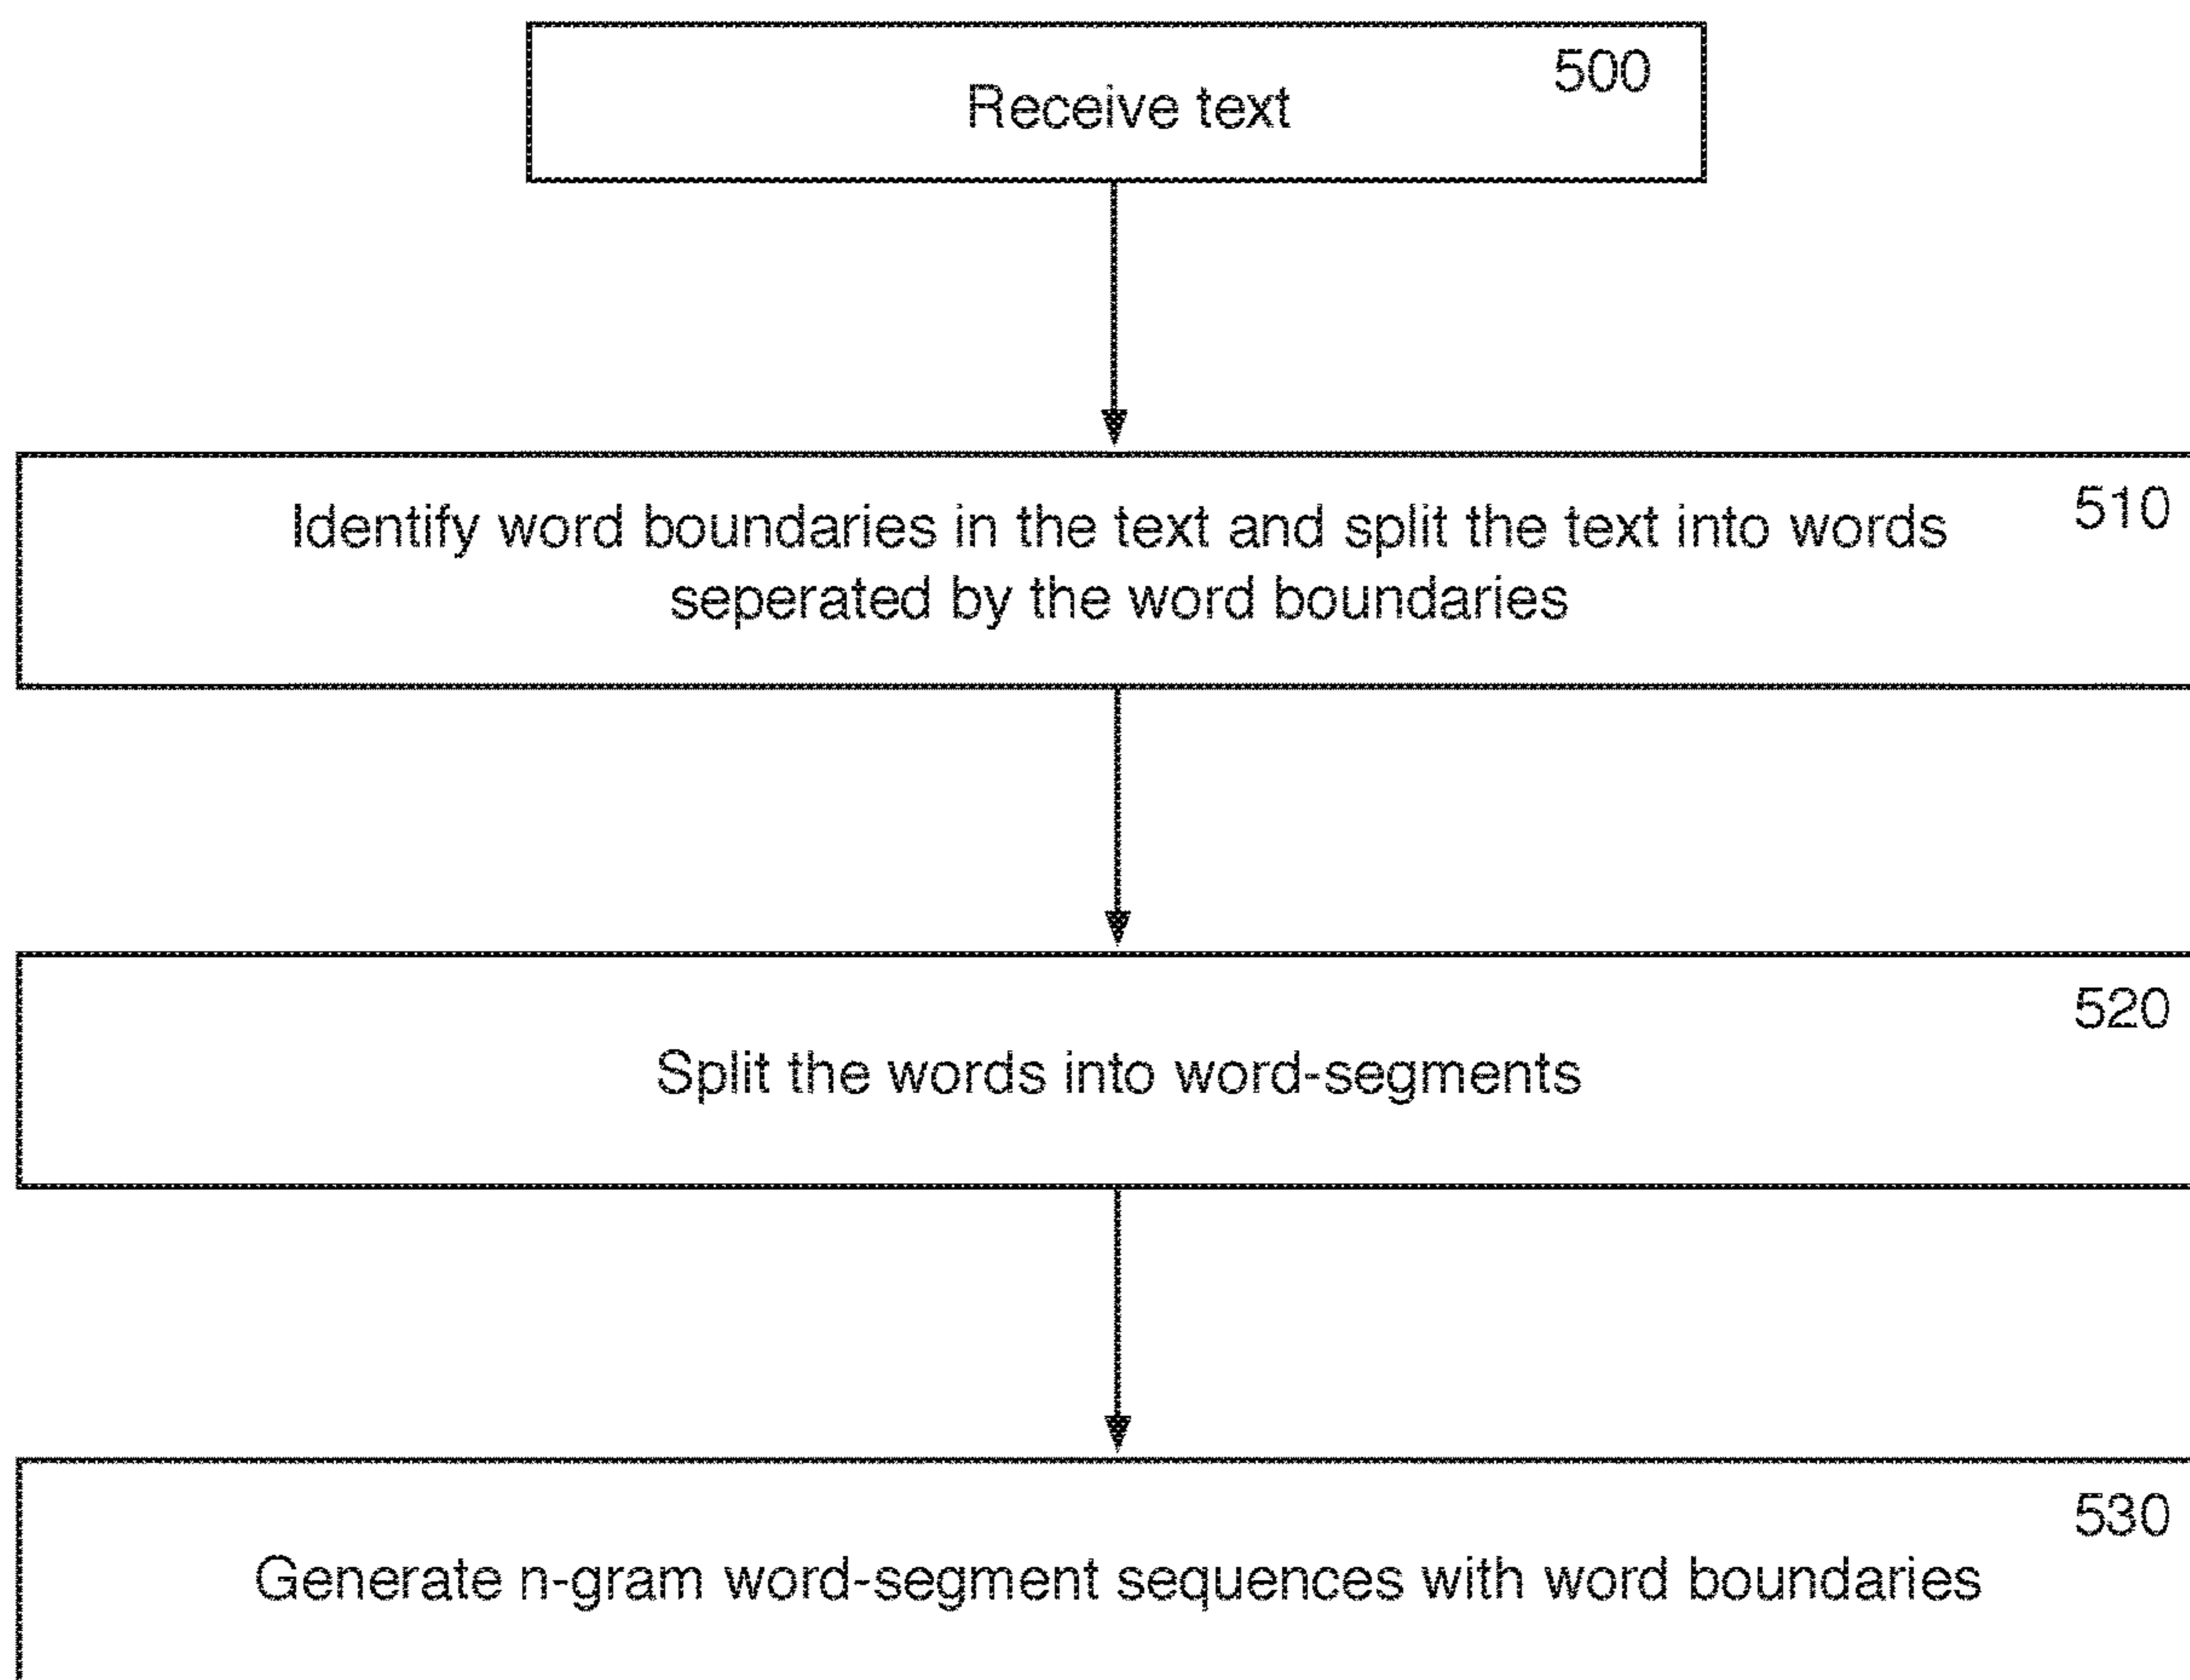 500
Receive text
510
Identify word boundaries in the text and split the text into words
seperated by the word boundaries
520
Split the words into word-segments
530
Generate n-gram word-segment sequences with word boundaries